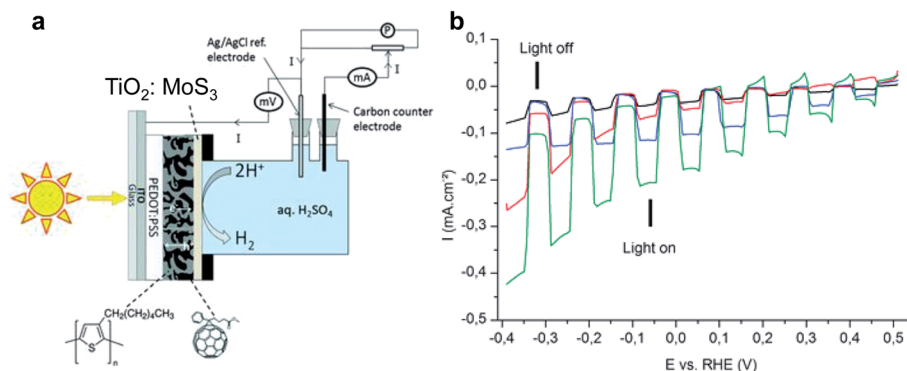 a
Ag/AgCl ref.
electrode
P
I
I
TiO₂: MoS₃
mV
mA
Carbon counter
electrode
I
ITO
Glass
PEDOT:PSS
2H⁺
aq. H₂SO₄
H₂
CH₂(CH₂)₄CH₃
S
n
b
Light off
0,0
-0,1
-0,2
-0,3
-0,4
-0,5
I (mA.cm⁻²)
Light on
-0,4 -0,3 -0,2 -0,1 0,0 0,1 0,2 0,3 0,4 0,5
E vs. RHE (V)